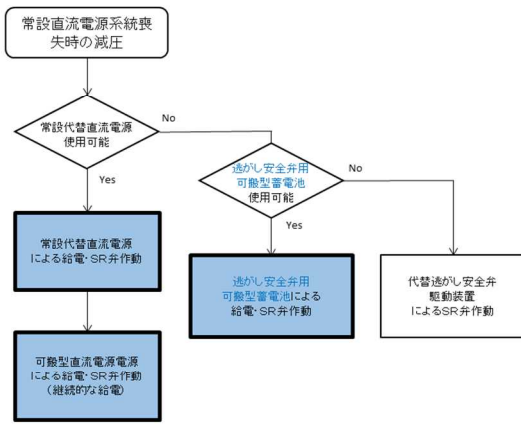 常設直流電源系統喪
失時の減圧
常設代替直流電源
使用可能
No
Yes
逃がし安全弁用
可搬型蓄電池
使用可能
No
Yes
常設代替直流電源
による給電・SR弁作動
逃がし安全弁用
可搬型蓄電池による
給電・SR弁作動
代替逃がし安全弁
駆動装置
によるSR弁作動
可搬型直流電源電源
による給電・SR弁作動
(継続的な給電)